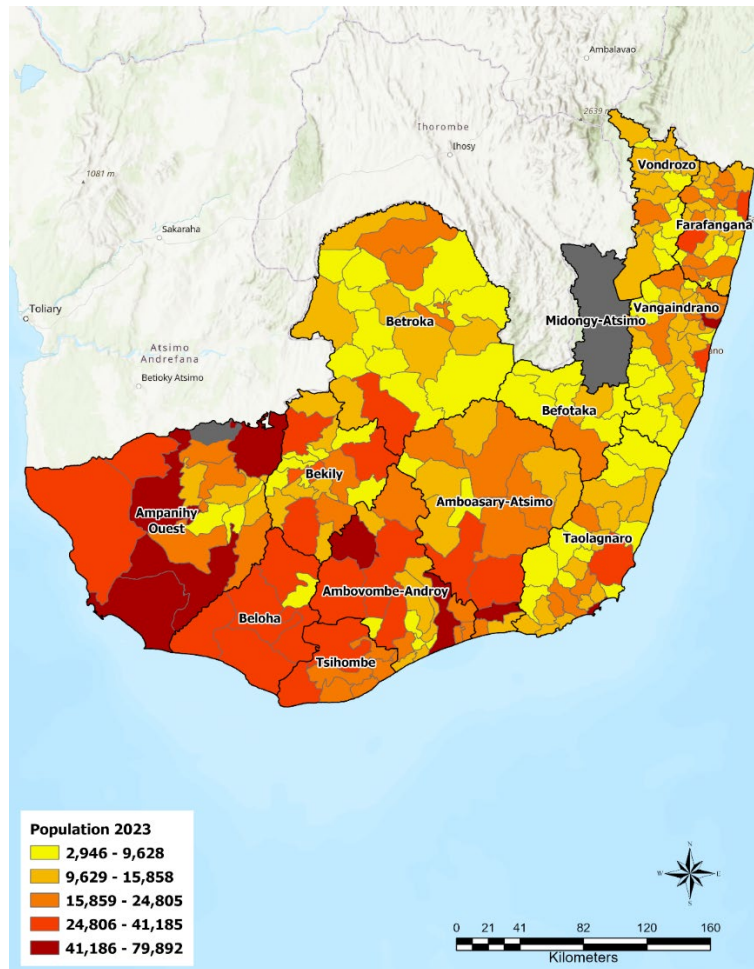 Ambalavao
2639 m
Ihorombe
Ihosy
Vondrozo
1081 m
Farafangana
Sakaraha
Vangaindrano
Toliary
Betroka
Midongy-Atsimo
Atsimo
Andrefana
Betioky Atsimo
Befotaka
Bekily
Amboasary-Atsimo
Ampanihy
Ouest
Taolagnaro
Ambovombe-Androy
Beloha
Tsihombe
Population 2023
2,946 - 9,628
9,629 - 15,858
15,859 - 24,805
24,806 - 41,185
41,186 - 79,892
N
W E
S
0 21 41 82 120 160
Kilometers